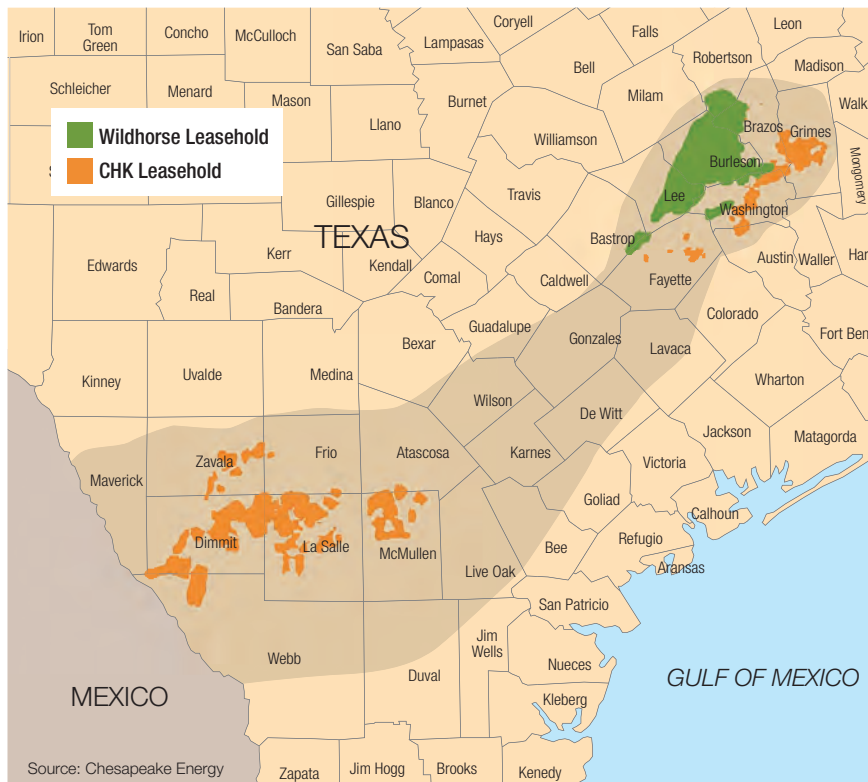 Irion
Tom
Green
Concho
McCulloch
San Saba
Lampasas
Coryell
Falls
Leon
Robertson
Madison
Bell
Schleicher
Menard
Mason
Burnet
Milam
Walk
Brazos
Grimes
Wildhorse Leasehold
CHK Leasehold
S
Llano
Williamson
Burleson
Montgomery
Gillespie
Blanco
Travis
Lee
Washington
TEXAS
Hays
Bastrop
Edwards
Kerr
Kendall
Comal
Caldwell
Fayette
Austin
Waller
Har
Real
Bandera
Guadalupe
Colorado
Bexar
Gonzales
Lavaca
Fort Ben
Kinney
Uvalde
Medina
Wilson
Wharton
De Witt
Maverick
Zavala
Frio
Atascosa
Karnes
Jackson
Matagorda
Victoria
Goliad
Calhoun
Dimmit
La Salle
McMullen
Bee
Refugio
Live Oak
Aransas
San Patricio
Webb
Duval
Jim
Wells
Nueces
GULF OF MEXICO
MEXICO
Kleberg
Source: Chesapeake Energy
Zapata
Jim Hogg
Brooks
Kenedy